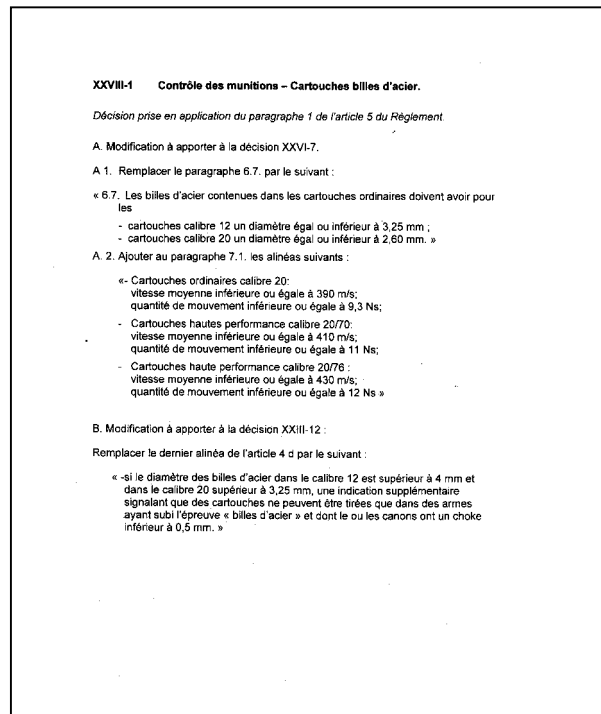 XXVIII-1 Contrôle des munitions – Cartouches billes d'acier.
Décision prise en application du paragraphe 1 de l'article 5 du Règlement.
A. Modification à apporter à la décision XXVI-7.
A 1. Remplacer le paragraphe 6.7. par le suivant :
« 6.7. Les billes d'acier contenues dans les cartouches ordinaires doivent avoir pour
les
- cartouches calibre 12 un diamètre égal ou inférieur à 3,25 mm ;
- cartouches calibre 20 un diamètre égal ou inférieur à 2,60 mm. »
A. 2. Ajouter au paragraphe 7.1. les alinéas suivants :
«- Cartouches ordinaires calibre 20:
vitesse moyenne inférieure ou égale à 390 m/s;
quantité de mouvement inférieure ou égale à 9,3 Ns;
- Cartouches hautes performance calibre 20/70:
vitesse moyenne inférieure ou égale à 410 m/s;
quantité de mouvement inférieure ou égale à 11 Ns;
- Cartouches haute performance calibre 20/76 :
vitesse moyenne inférieure ou égale à 430 m/s;
quantité de mouvement inférieure ou égale à 12 Ns »
B. Modification à apporter à la décision XXIII-12 :
Remplacer le dernier alinéa de l'article 4 d par le suivant :
« -si le diamètre des billes d'acier dans le calibre 12 est supérieur à 4 mm et
dans le calibre 20 supérieur à 3,25 mm, une indication supplémentaire
signalant que des cartouches ne peuvent être tirées que dans des armes
ayant subi l'épreuve « billes d'acier » et dont le ou les canons ont un choke
inférieur à 0,5 mm. »